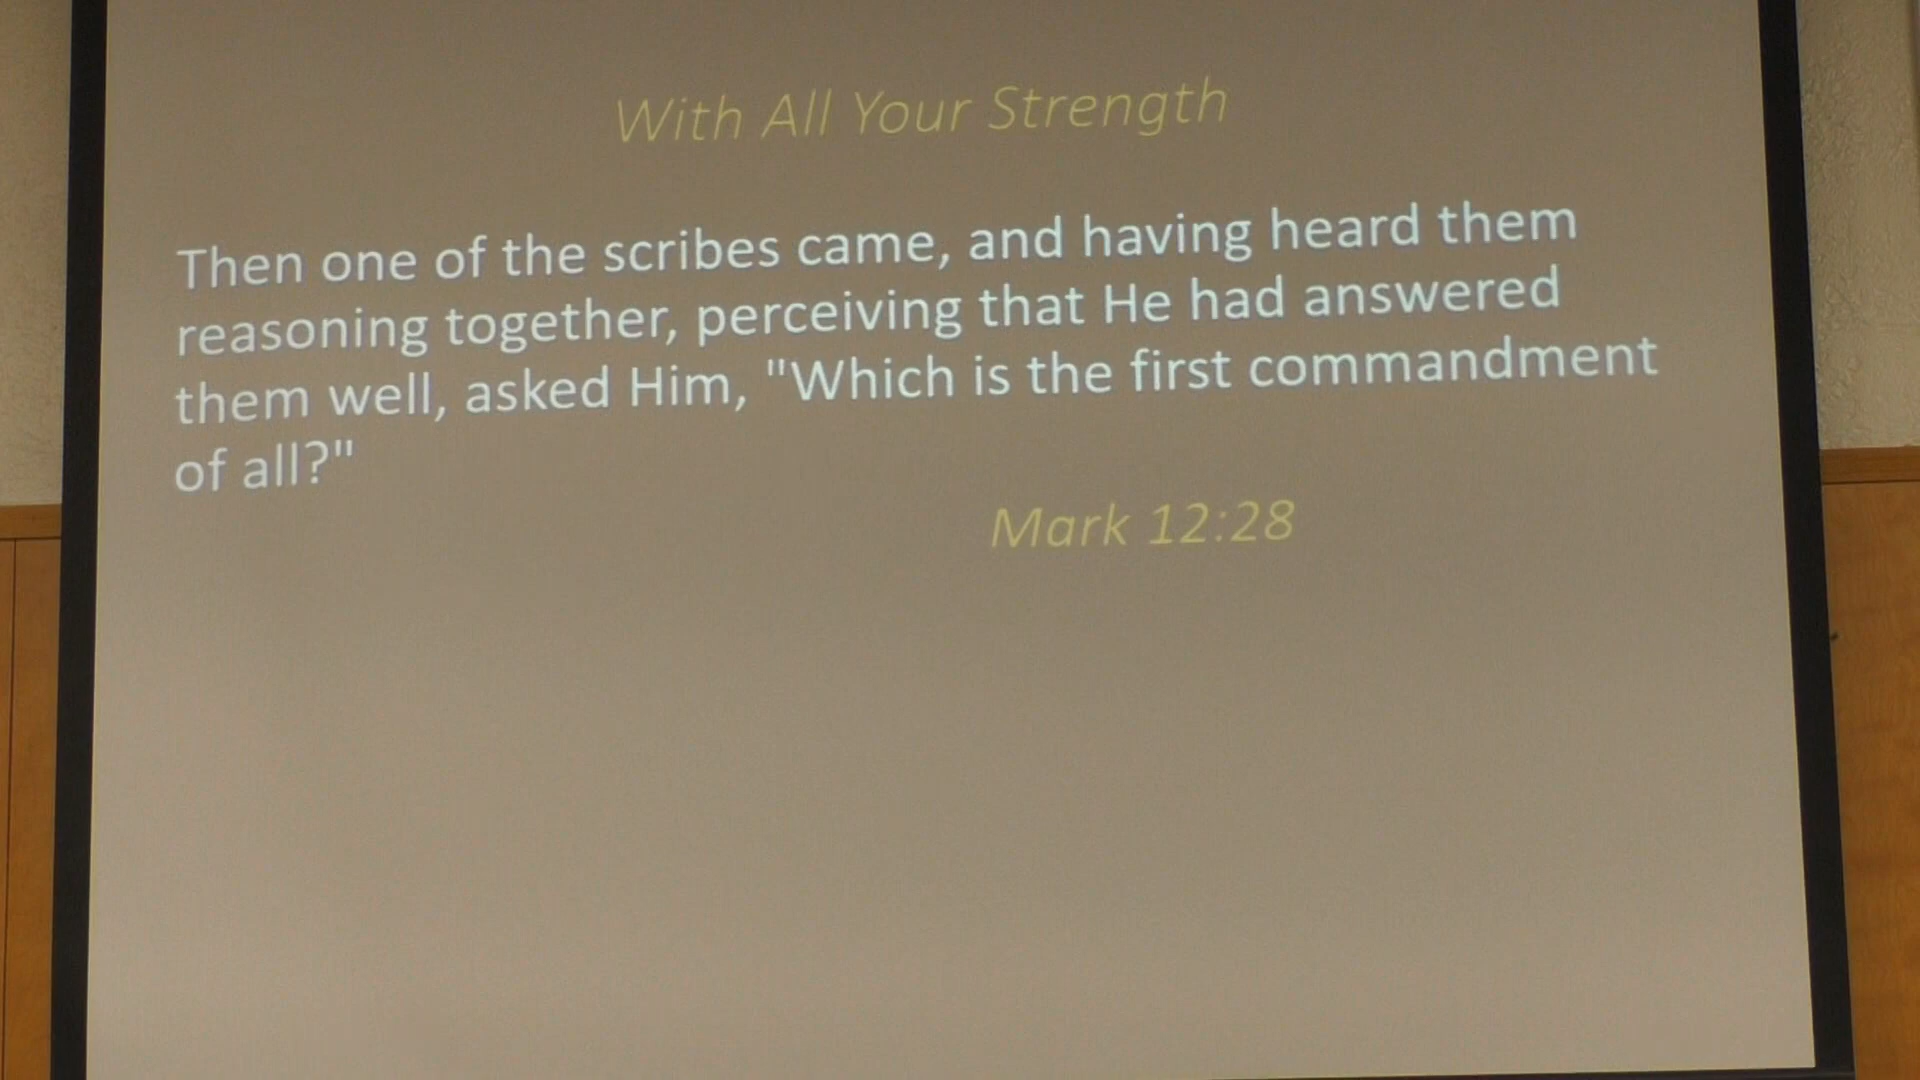 With All Your Strength
Then one of the scribes came, and having heard them
reasoning together, perceiving that He had answered
them well, asked Him, "Which is the first commandment
of all?"
Mark 12:28